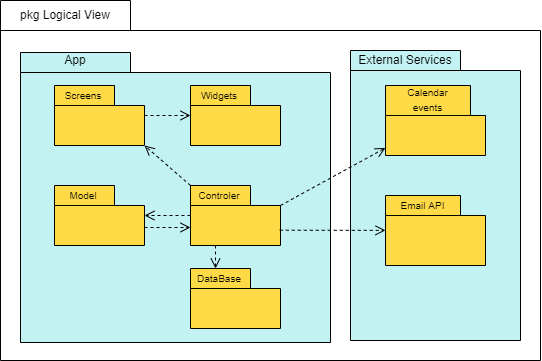 pkg Logical View
App
External Services
Screens
Widgets
Calendar
events
Model
Controler
Email API
DataBase